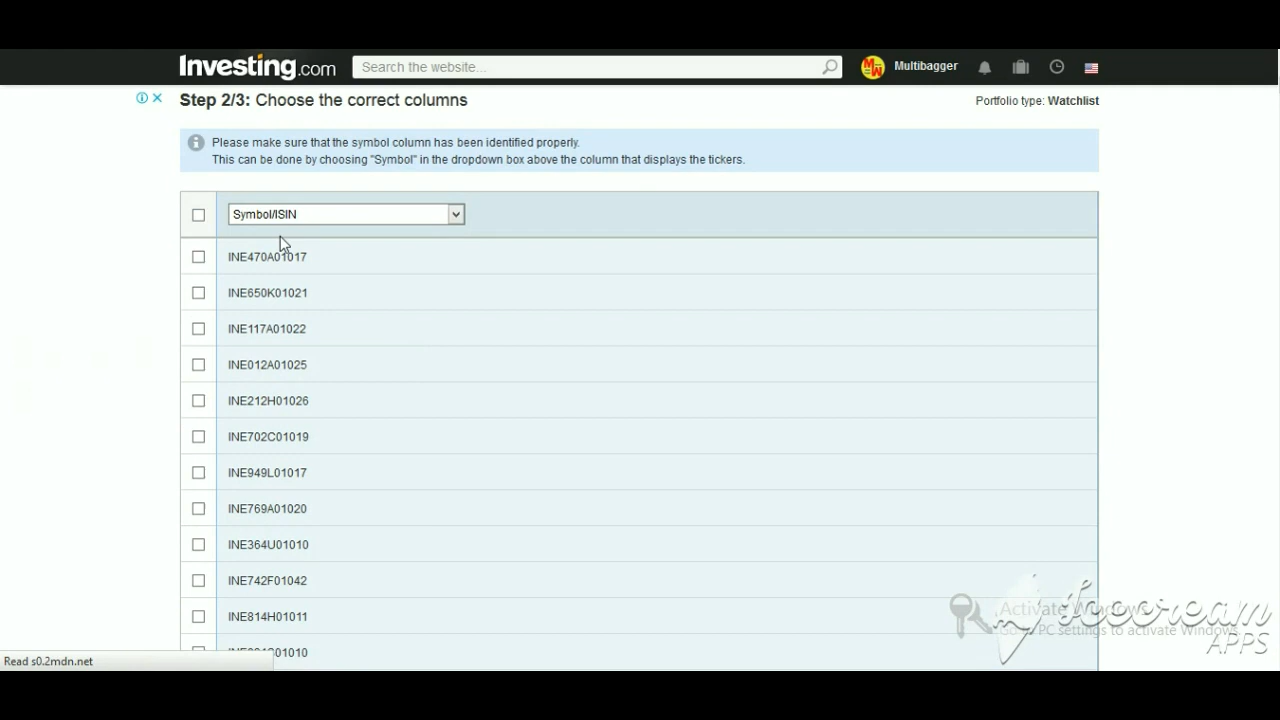 Investing.com
Search the website...
Multibagger
Step 2/3: Choose the correct columns
Portfolio type: Watchlist
Please make sure that the symbol column has been identified properly.
This can be done by choosing "Symbol" in the dropdown box above the column that displays the tickers.
Symbol/ISIN
INE470A01017
INE650K01021
INE117A01022
INE012A01025
INE212H01026
INE702C01019
INE949L01017
INE769A01020
INE364U01010
INE742F01042
INE814H01011
Activate Windows
Go to PC settings to activate Windows.
Icecream
APPS
Read s0.2mdn.net